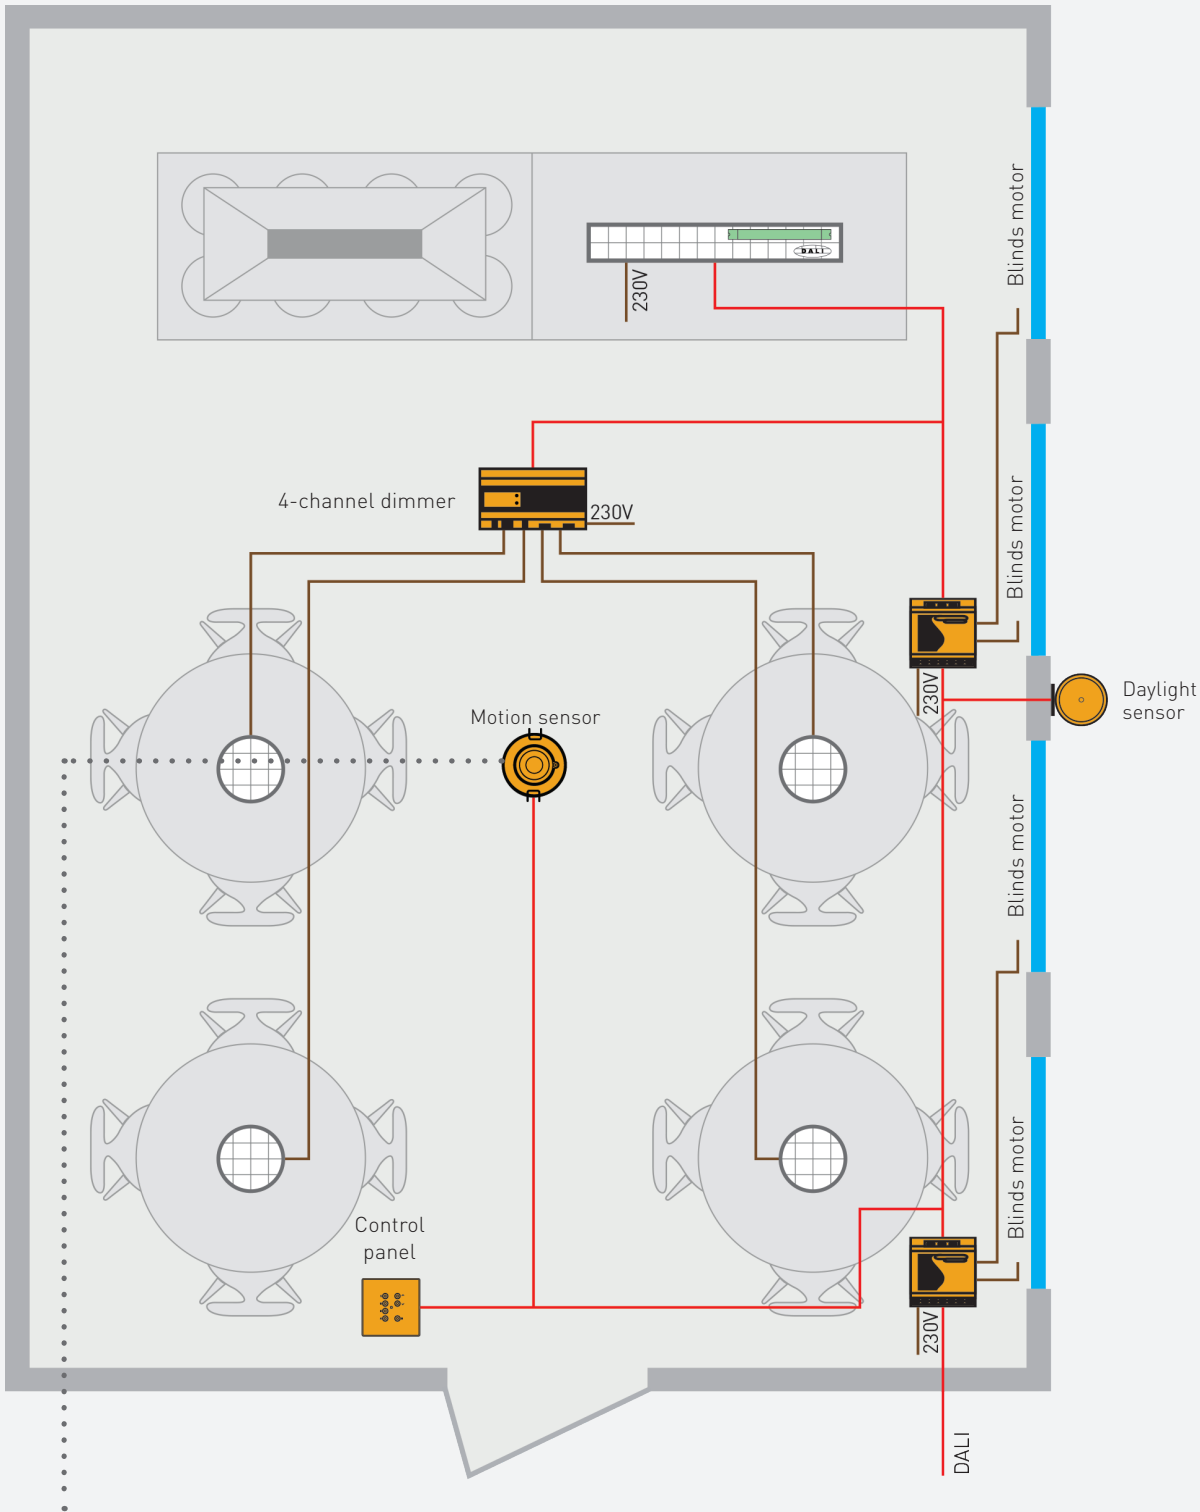 Blinds motor
DALI
230V
4-channel dimmer
230V
Blinds motor
230V
Daylight
sensor
Motion sensor
Blinds motor
Control
panel
Blinds motor
230V
DALI